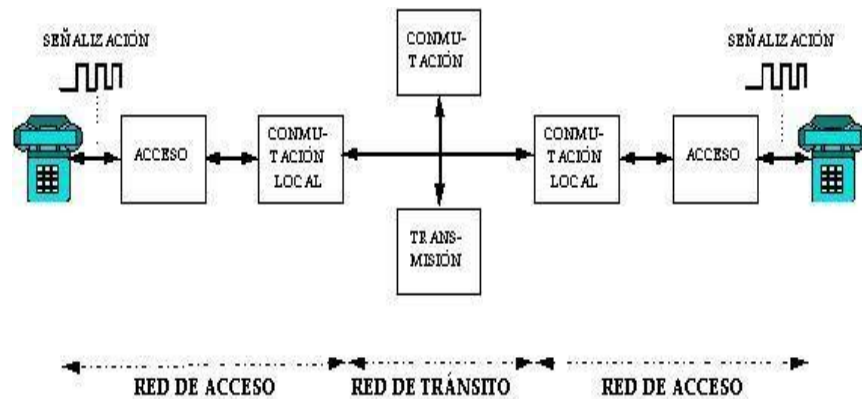 SEÑALIZACIÓN
CONMU-
TACIÓN
SEÑALIZACIÓN
ACCESO
CONMU-
TACIÓN
LOCAL
CONMU-
TACIÓN
LOCAL
ACCESO
TRANS-
MISIÓN
RED DE ACCESO
RED DE TRÁNSITO
RED DE ACCESO